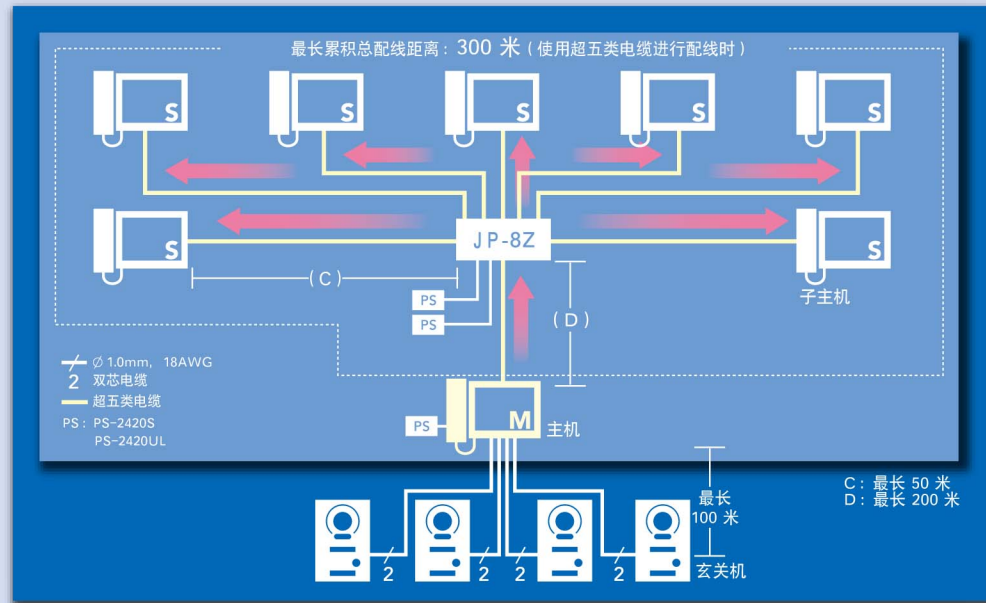 最长累积总配线距离：300 米（使用超五类电缆进行配线时）
S
S
S
S
S
S
JP-8Z
S
(C)
子主机
PS
PS
(D)
Ø 1.0mm, 18AWG
2 双芯电缆
超五类电缆
PS：PS-2420S
PS-2420UL
PS
M
主机
C：最长 50 米
D：最长 200 米
最长
100 米
2
2
2
2
玄关机